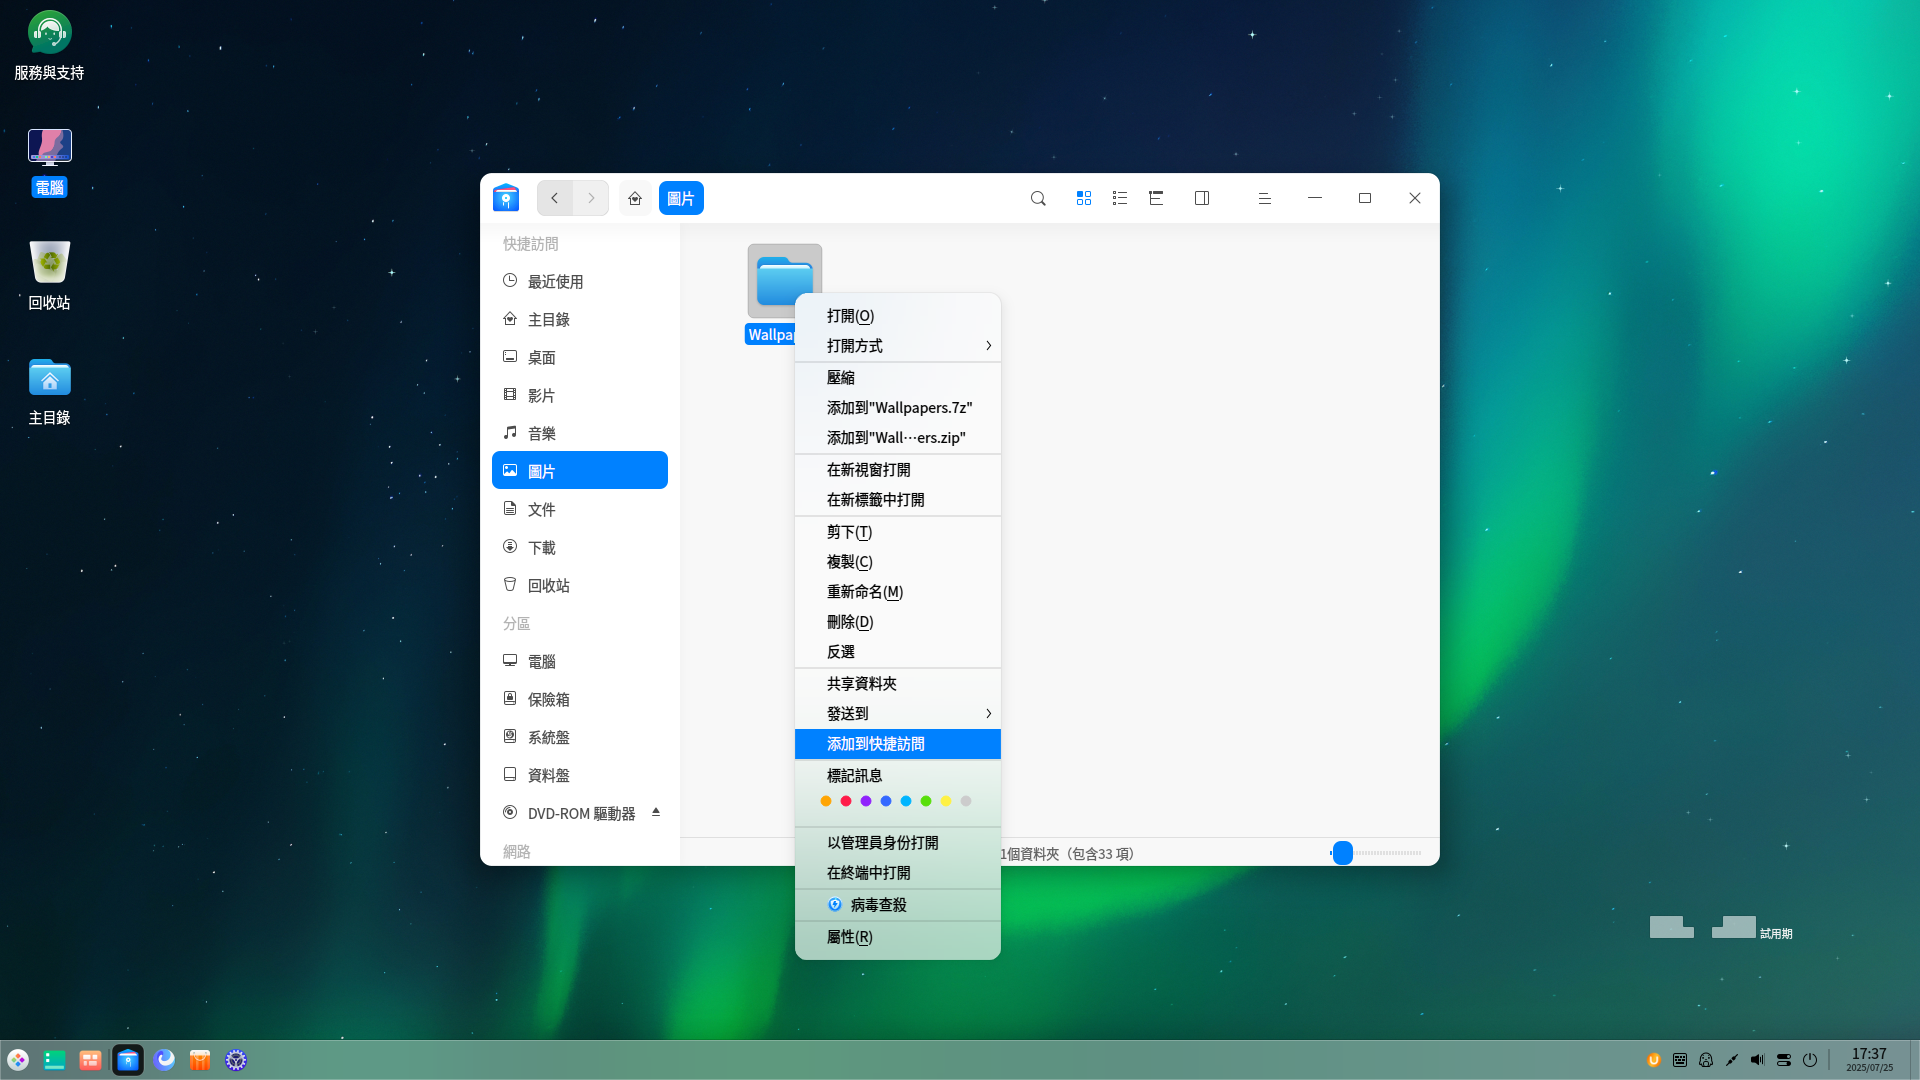 服務與支持
電腦
回收站
主目錄
圖片
快捷訪問
最近使用
主目錄
桌面
影片
音樂
圖片
文件
下載
回收站
分區
電腦
保險箱
系統盤
資料盤
DVD-ROM 驅動器
網路
打開(O)
打開方式
壓縮
添加到"Wallpapers.7z"
添加到"Wall⋯ers.zip"
在新視窗打開
在新標籤中打開
剪下(T)
複製(C)
重新命名(M)
刪除(D)
反選
共享資料夾
發送到
添加到快捷訪問
標記訊息
以管理員身份打開
在終端中打開
病毒查殺
屬性(R)
1個資料夾（包含33 項）
試用期
17:37
2025/07/25